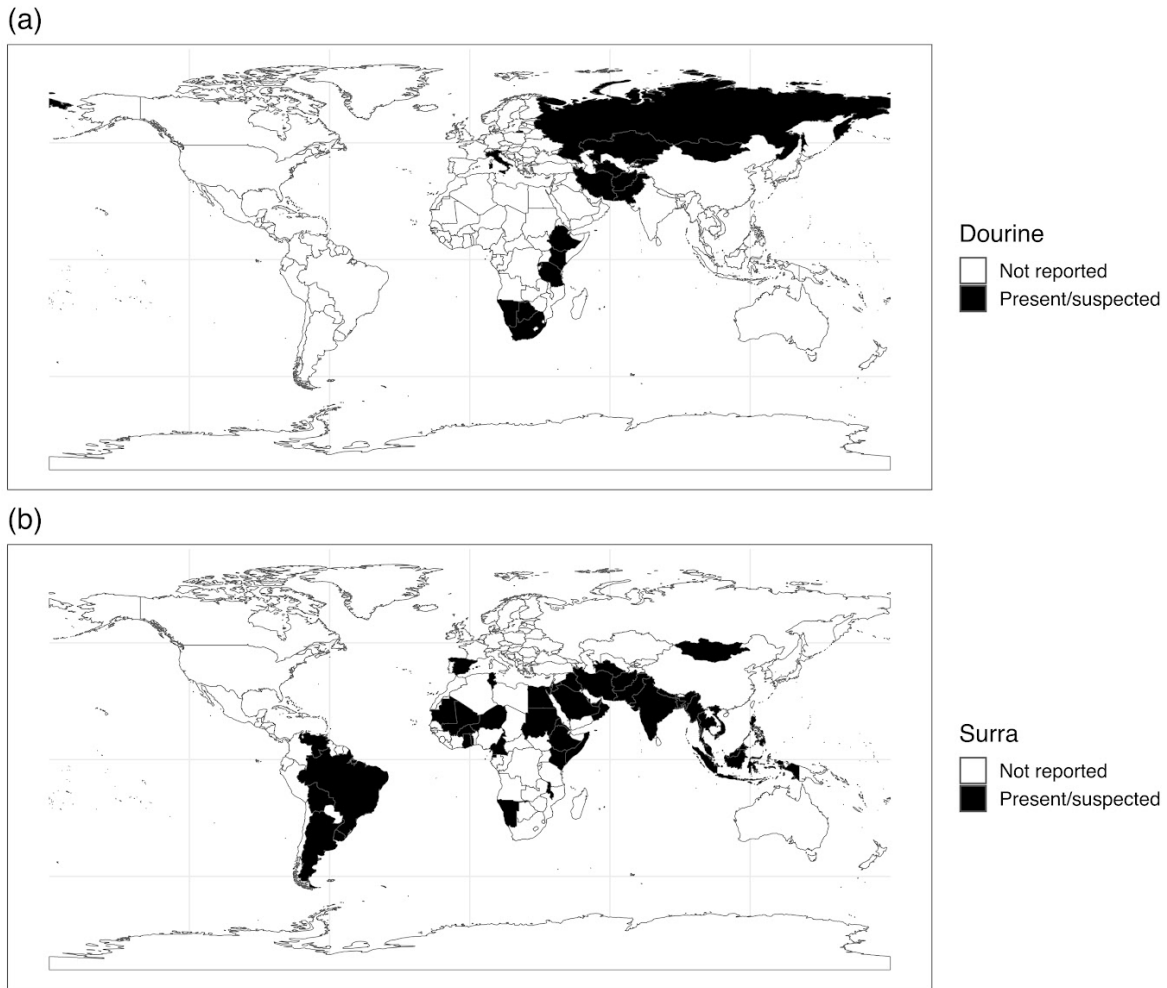 (a)
Dourine
Not reported
Present/suspected
(b)
Surra
Not reported
Present/suspected